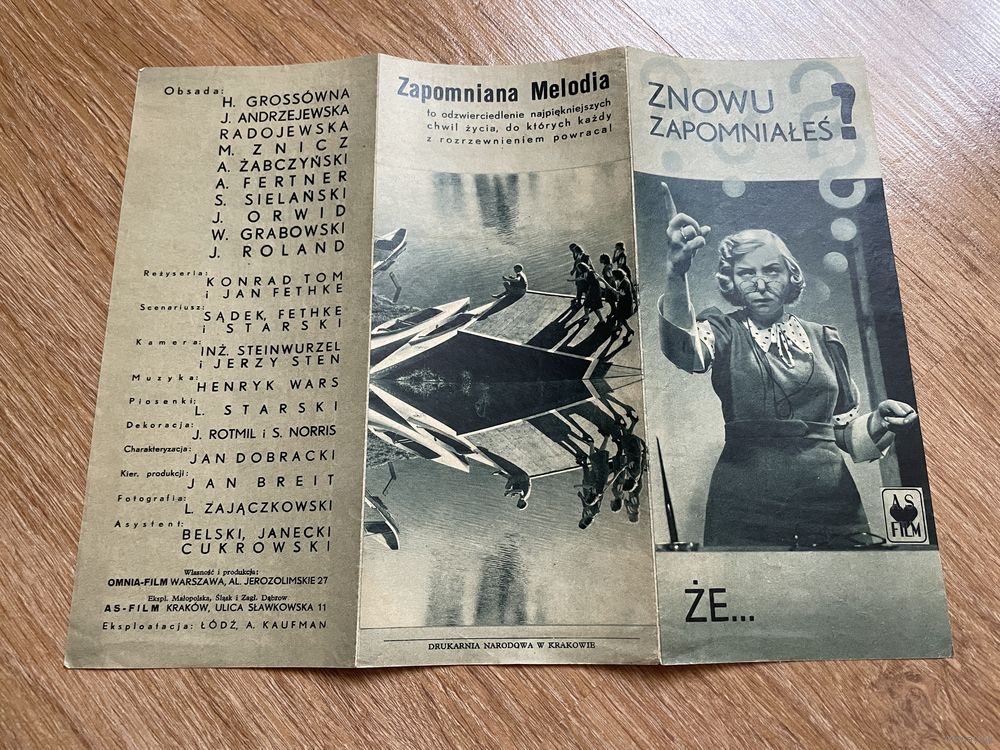 Obsada:
H. GROSSÓWNA
J. ANDRZEJEWSKA
RADOJEWSKA
M. ZNICZ
A. ŻABCZYŃSKI
A. FERTNER
S. SIELAŃSKI
J. ORWID
W. GRABOWSKI
J. ROLAND
Reżyseria:
KONRAD TOM
i JAN FETHKE
Scenariusz:
SĄDEK, FETHKE
i STARSKI
Kamera:
INŻ. STEINWURZEL
i JERZY STEN
Muzyka:
HENRYK WARS
Piosenki:
L. STARSKI
Dekoracja:
J. ROTMIL i S. NORRIS
Charakteryzacja:
JAN DOBRACKI
Kier. produkcji:
JAN BREIT
Fotografia:
L. ZAJĄCZKOWSKI
Asystent:
BELSKI, JANECKI
CUKROWSKI
Własność i produkcja:
OMNIA-FILM WARSZAWA, AL. JEROZOLIMSKIE 27
Ekspl. Małopolska, Śląsk i Zagł. Dąbrow.
AS-FILM KRAKÓW, ULICA SŁAWKOWSKA 11
Eksploatacja: ŁÓDŹ, A. KAUFMAN
Zapomniana Melodia
to odzwierciedlenie najpiękniejszych
chwil życia, do których każdy
z rozrzewnieniem powraca!
DRUKARNIA NARODOWA W KRAKOWIE
ZNOWU
ZAPOMNIAŁEŚ?
AS
FILM
ŻE...